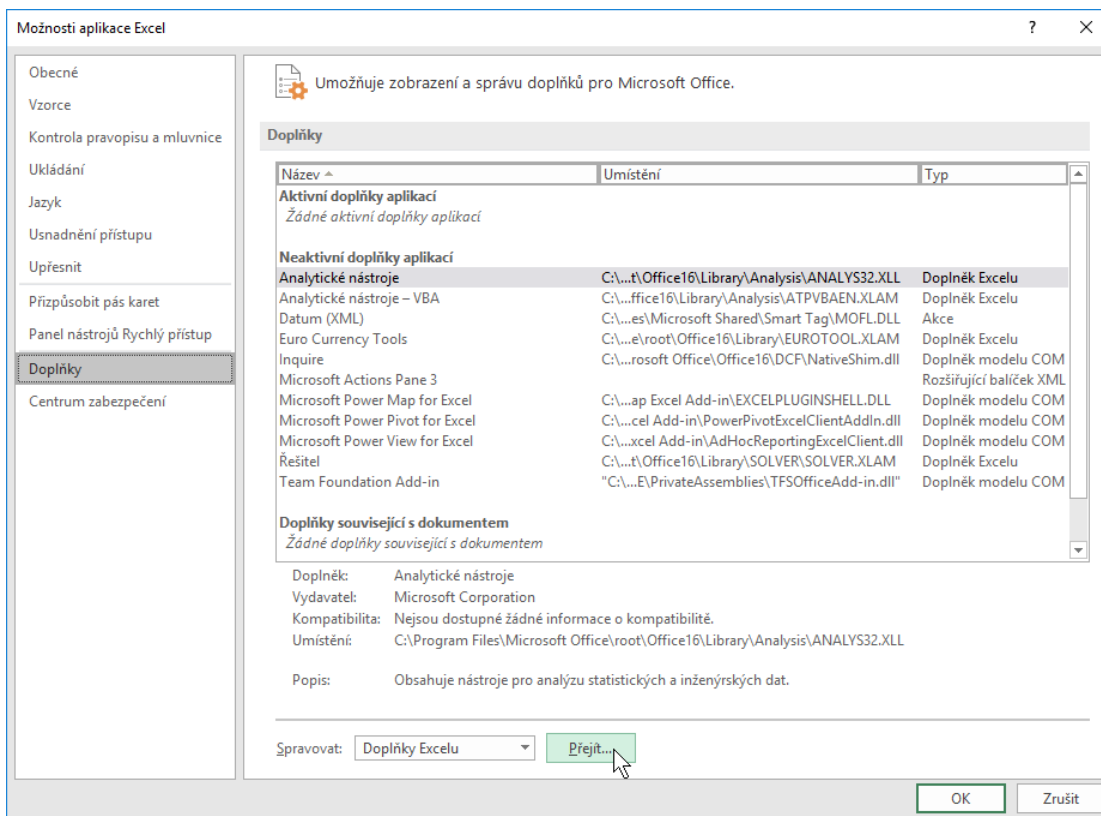 Možnosti aplikace Excel
?
Obecné
Vzorce
Kontrola pravopisu a mluvnice
Ukládání
Jazyk
Usnadnění přístupu
Upřesnit
Přizpůsobit pás karet
Panel nástrojů Rychlý přístup
Doplňky
Centrum zabezpečení
Umožňuje zobrazení a správu doplňků pro Microsoft Office.
Doplňky
Název Umístění Typ
Aktivní doplňky aplikací
Žádné aktivní doplňky aplikací
Neaktivní doplňky aplikací
Analytické nástroje C:\...t\Office16\Library\Analysis\ANALYS32.XLL Doplněk Excelu
Analytické nástroje – VBA C:\...ffice16\Library\Analysis\ATPVBAEN.XLAM Doplněk Excelu
Datum (XML) C:\...es\Microsoft Shared\Smart Tag\MOFL.DLL Akce
Euro Currency Tools C:\...e\root\Office16\Library\EUROTOOL.XLAM Doplněk Excelu
Inquire C:\...rosoft Office\Office16\DCF\NativeShim.dll Doplněk modelu COM
Microsoft Actions Pane 3 Rozšiřující balíček XML
Microsoft Power Map for Excel C:\...ap Excel Add-in\EXCELPLUGINSHELL.DLL Doplněk modelu COM
Microsoft Power Pivot for Excel C:\...cel Add-in\PowerPivotExcelClientAddIn.dll Doplněk modelu COM
Microsoft Power View for Excel C:\...xcel Add-in\AdHocReportingExcelClient.dll Doplněk modelu COM
Řešitel C:\...t\Office16\Library\SOLVER\SOLVER.XLAM Doplněk Excelu
Team Foundation Add-in "C:\...E\PrivateAssemblies\TFSOfficeAdd-in.dll" Doplněk modelu COM
Doplňky související s dokumentem
Žádné doplňky související s dokumentem
Doplněk: Analytické nástroje
Vydavatel: Microsoft Corporation
Kompatibilita: Nejsou dostupné žádné informace o kompatibilitě.
Umístění: C:\Program Files\Microsoft Office\root\Office16\Library\Analysis\ANALYS32.XLL
Popis: Obsahuje nástroje pro analýzu statistických a inženýrských dat.
Spravovat: Doplňky Excelu Přejít...
OK Zrušit